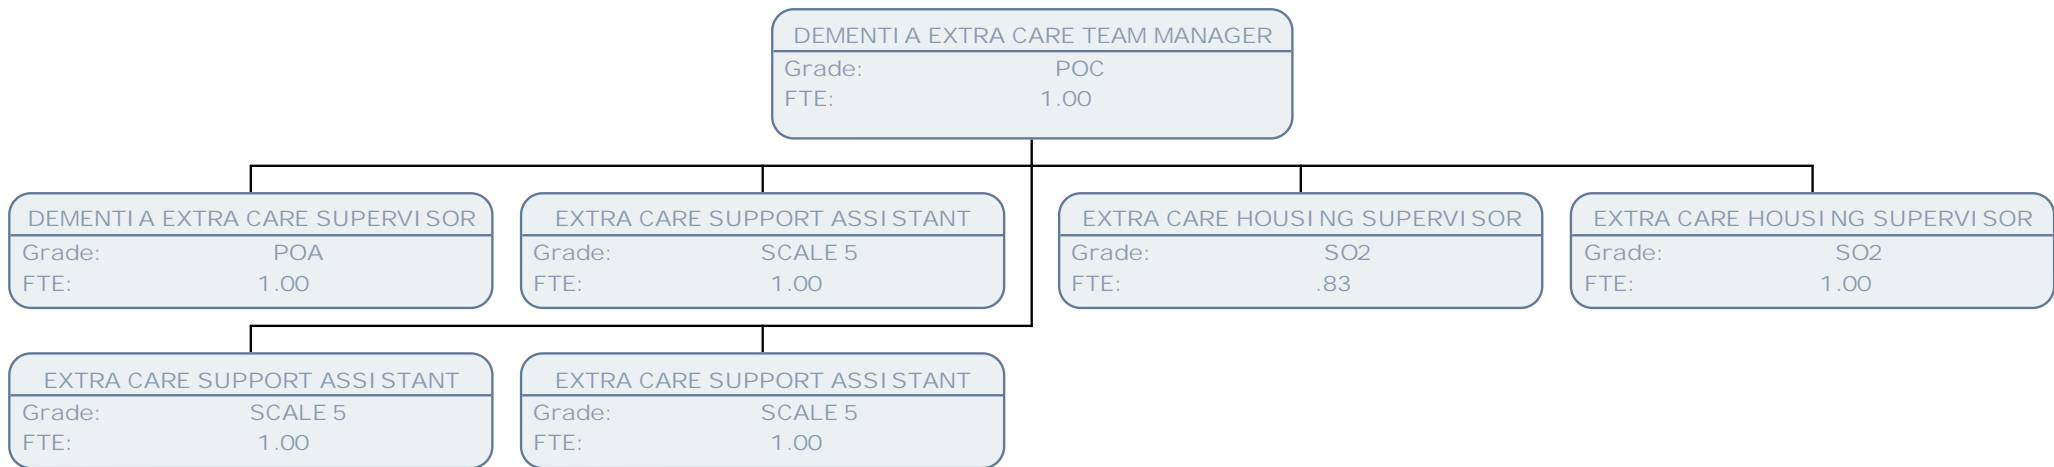 DEMENTIA EXTRA CARE TEAM MANAGER
Grade: POC
FTE: 1.00
DEMENTIA EXTRA CARE SUPERVISOR
Grade: POA
FTE: 1.00
EXTRA CARE SUPPORT ASSISTANT
Grade: SCALE 5
FTE: 1.00
EXTRA CARE HOUSING SUPERVISOR
Grade: SO2
FTE: .83
EXTRA CARE HOUSING SUPERVISOR
Grade: SO2
FTE: 1.00
EXTRA CARE SUPPORT ASSISTANT
Grade: SCALE 5
FTE: 1.00
EXTRA CARE SUPPORT ASSISTANT
Grade: SCALE 5
FTE: 1.00